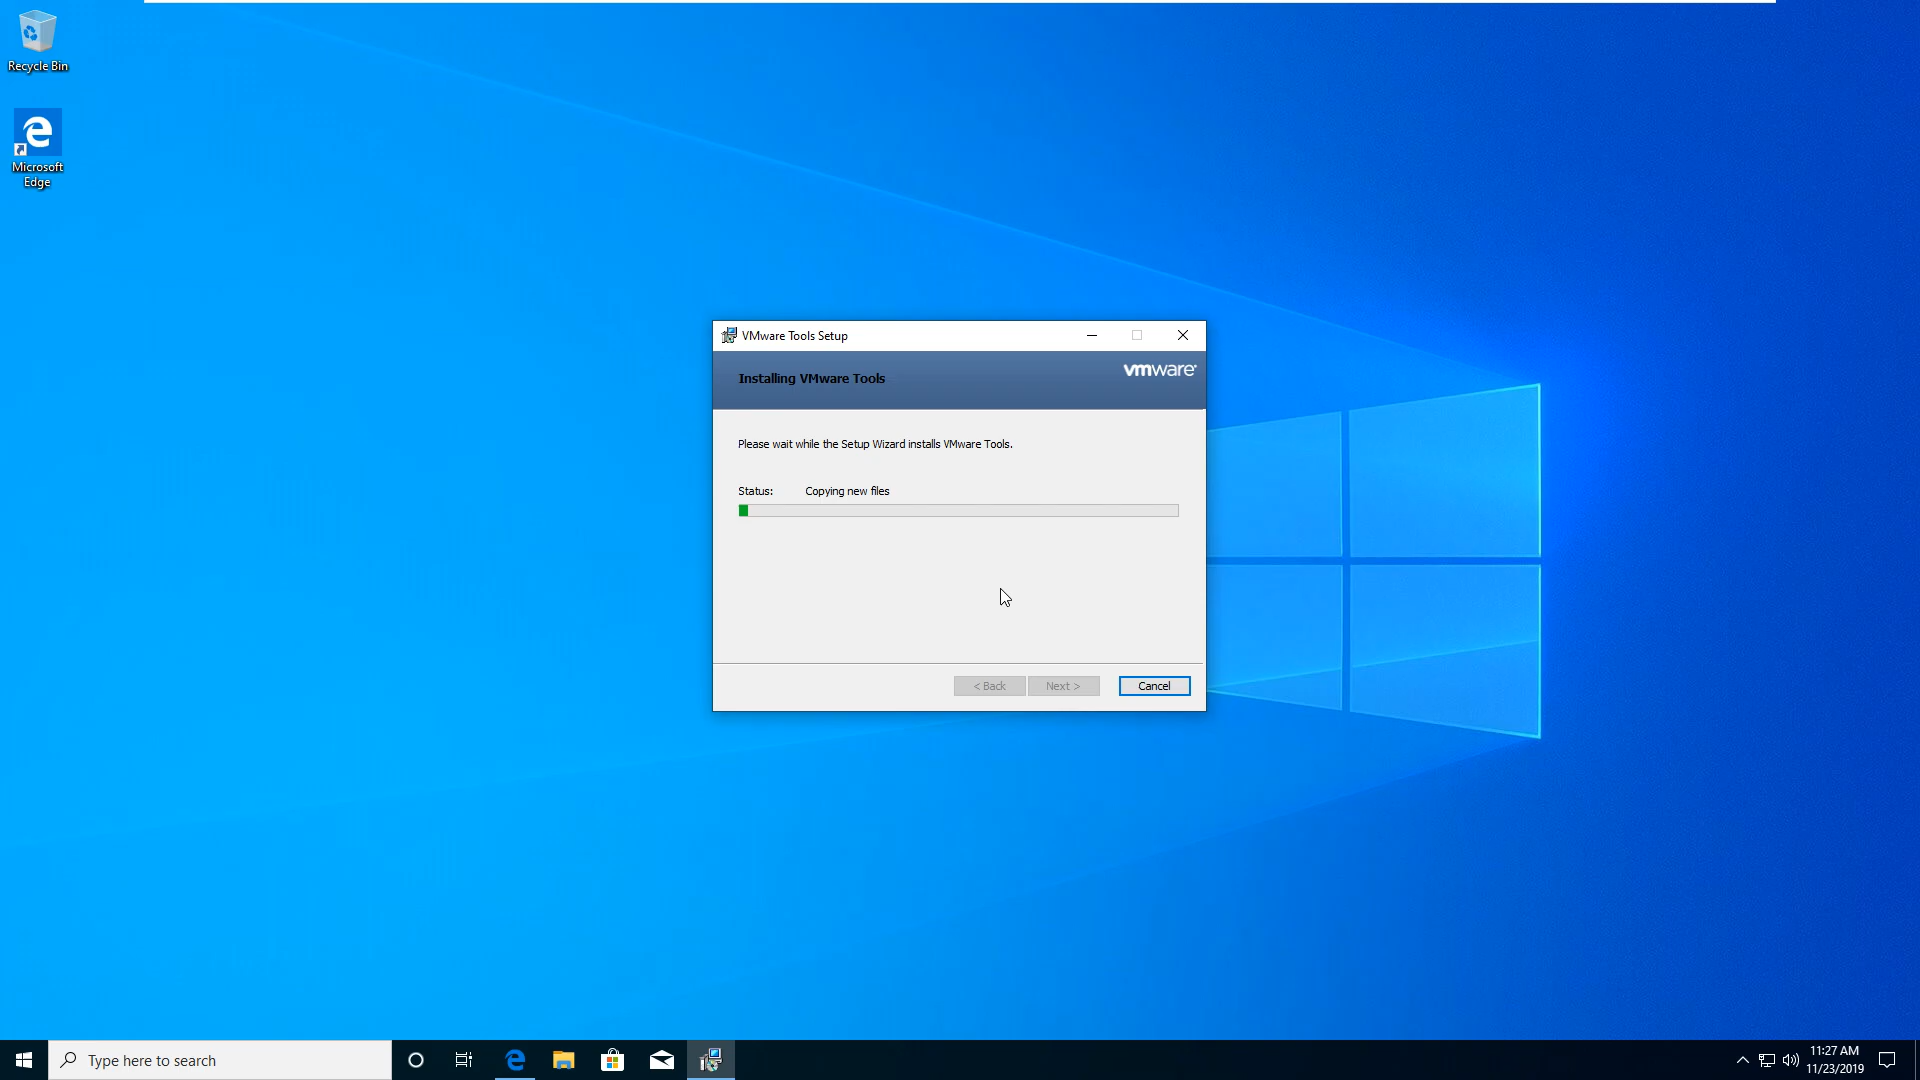 Recycle Bin
Microsoft
Edge
VMware Tools Setup
Installing VMware Tools
vmware
Please wait while the Setup Wizard installs VMware Tools.
Status: Copying new files
< Back Next > Cancel
Type here to search
11:27 AM
11/23/2019